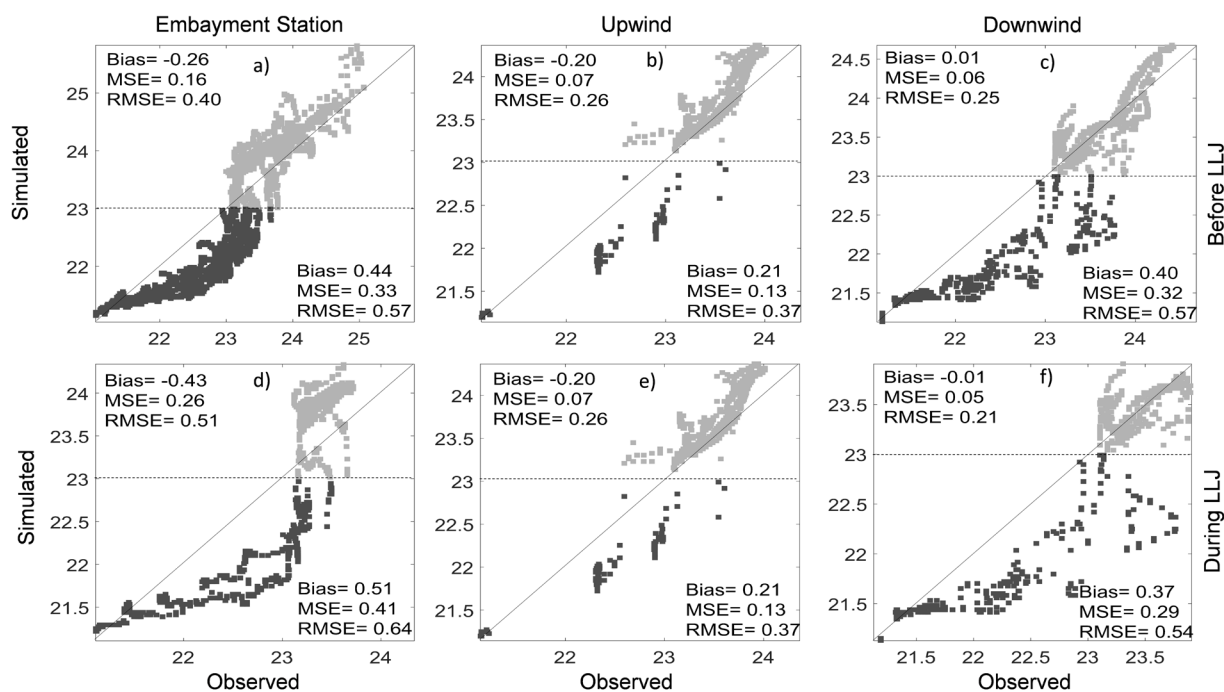 Embayment Station
Upwind
Downwind
Bias= -0.26
MSE= 0.16
RMSE= 0.40
a)
25
24
23
22
Simulated
Bias= 0.44
MSE= 0.33
RMSE= 0.57
22
23
24
25
Bias= -0.20
MSE= 0.07
RMSE= 0.26
b)
24
23.5
23
22.5
22
21.5
Bias= 0.21
MSE= 0.13
RMSE= 0.37
22
23
24
Bias= 0.01
MSE= 0.06
RMSE= 0.25
c)
24.5
24
23.5
23
22.5
22
21.5
Bias= 0.40
MSE= 0.32
RMSE= 0.57
22
23
24
Before LLJ
Bias= -0.43
MSE= 0.26
RMSE= 0.51
d)
24
23.5
23
22.5
22
21.5
Simulated
Bias= 0.51
MSE= 0.41
RMSE= 0.64
22
23
24
Observed
Bias= -0.20
MSE= 0.07
RMSE= 0.26
e)
24
23.5
23
22.5
22
21.5
Bias= 0.21
MSE= 0.13
RMSE= 0.37
22
23
24
Observed
Bias= -0.01
MSE= 0.05
RMSE= 0.21
f)
23.5
23
22.5
22
21.5
Bias= 0.37
MSE= 0.29
RMSE= 0.54
21.5
22
22.5
23
23.5
Observed
During LLJ